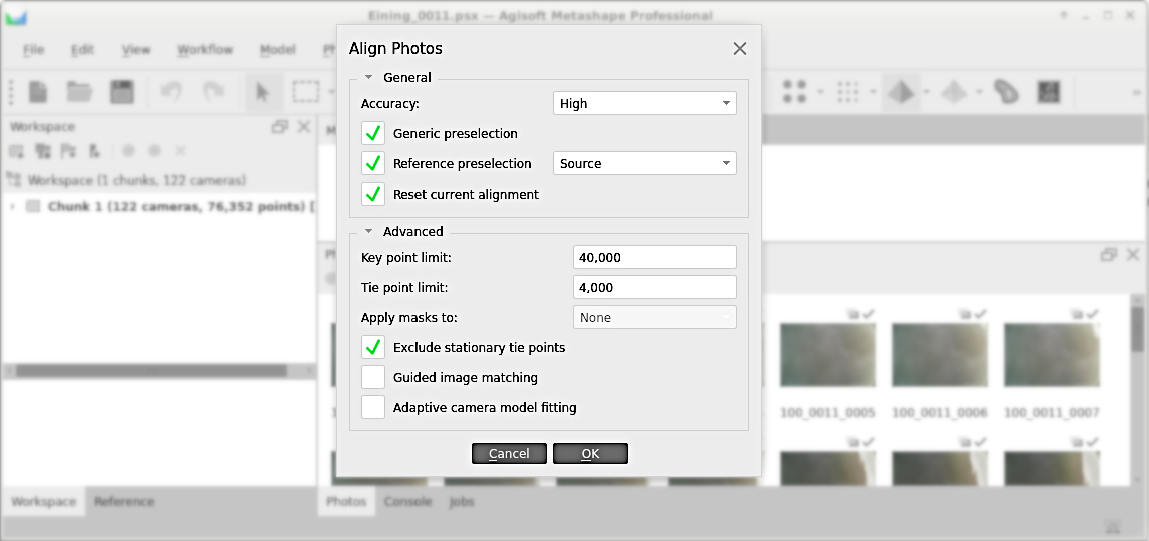 Eining_0011.psx — Agisoft Metashape Professional
File Edit View Workflow Model
Align Photos
General
Accuracy: High
Generic preselection
Reference preselection Source
Reset current alignment
Advanced
Key point limit: 40,000
Tie point limit: 4,000
Apply masks to: None
Exclude stationary tie points
Guided image matching
Adaptive camera model fitting
Cancel OK
Workspace
Workspace (1 chunks, 122 cameras)
Chunk 1 (122 cameras, 76,352 points) [
100_0011_0005 100_0011_0006 100_0011_0007
Workspace Reference
Photos Console Jobs